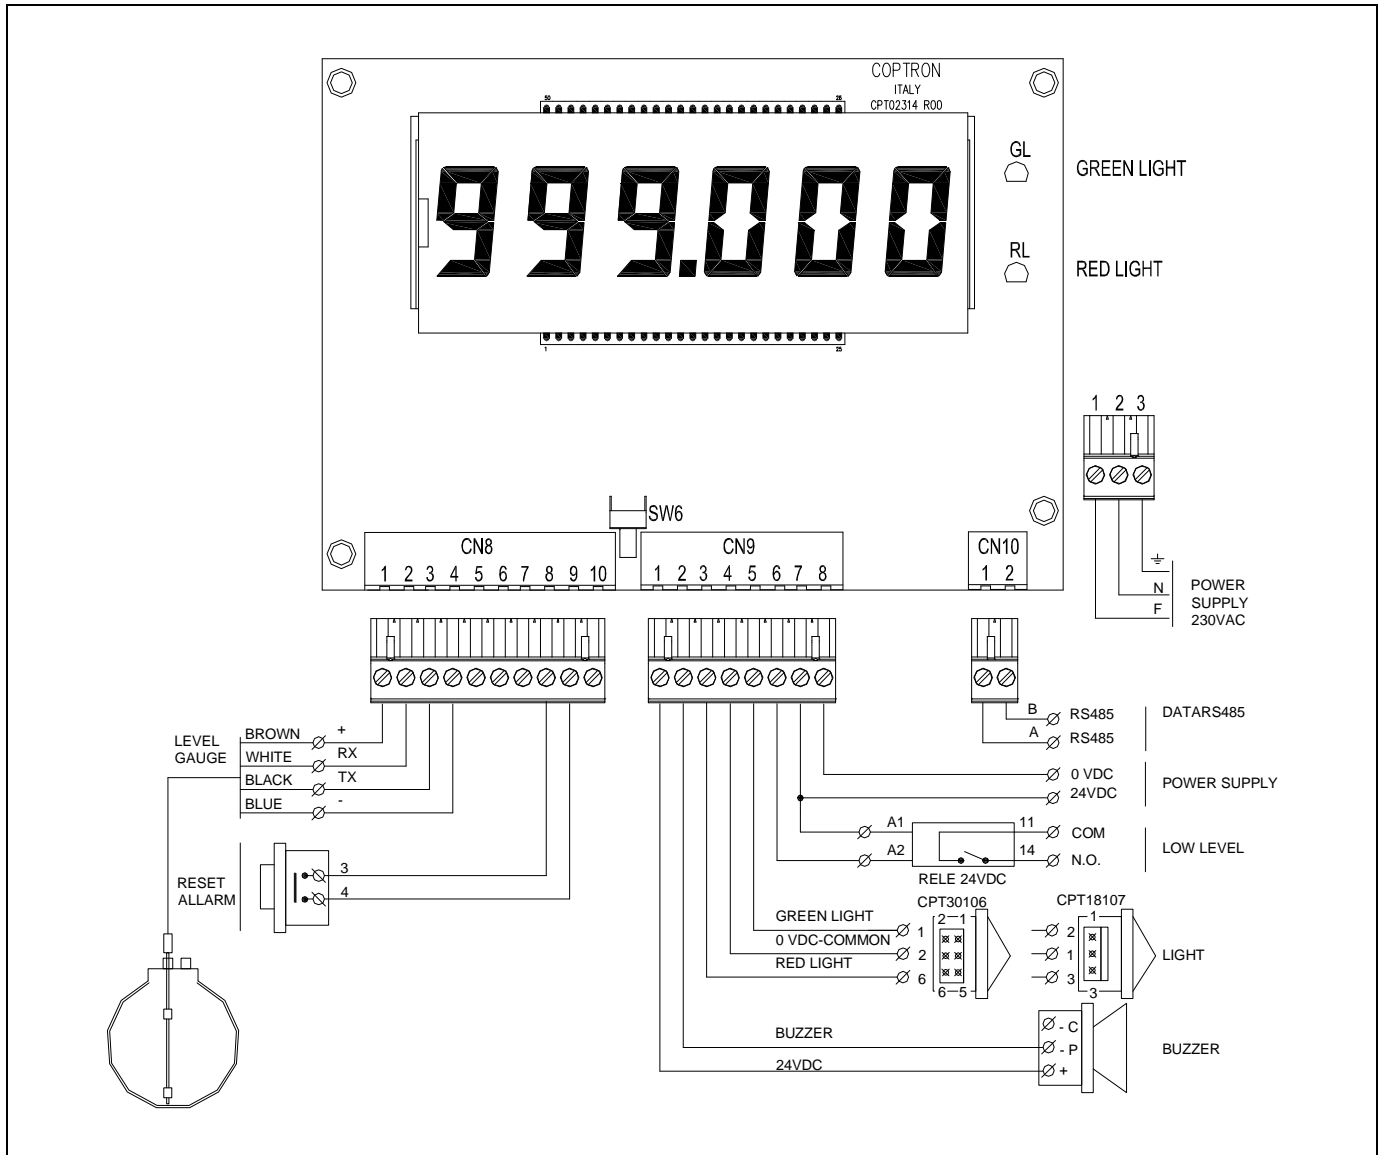 COPTRON
ITALY
CPT02314 R00
50 26
999.000
1 25
GL
GREEN LIGHT
RL
RED LIGHT
1 2 3
SW6
CN8
1 2 3 4 5 6 7 8 9 10
CN9
1 2 3 4 5 6 7 8
CN10
1 2
N
F
POWER
SUPPLY
230VAC
LEVEL
GAUGE
BROWN +
WHITE RX
BLACK TX
BLUE -
RESET
ALLARM
3
4
B RS485
A RS485
DATARS485
0 VDC
24VDC
POWER SUPPLY
A1 11 COM
A2 14 N.O.
LOW LEVEL
RELE 24VDC
CPT30106
CPT18107
GREEN LIGHT 1
0 VDC-COMMON 2
RED LIGHT 6
2 1
6 5
2
1
3
1
3
LIGHT
BUZZER
24VDC
- C
- P
+
BUZZER